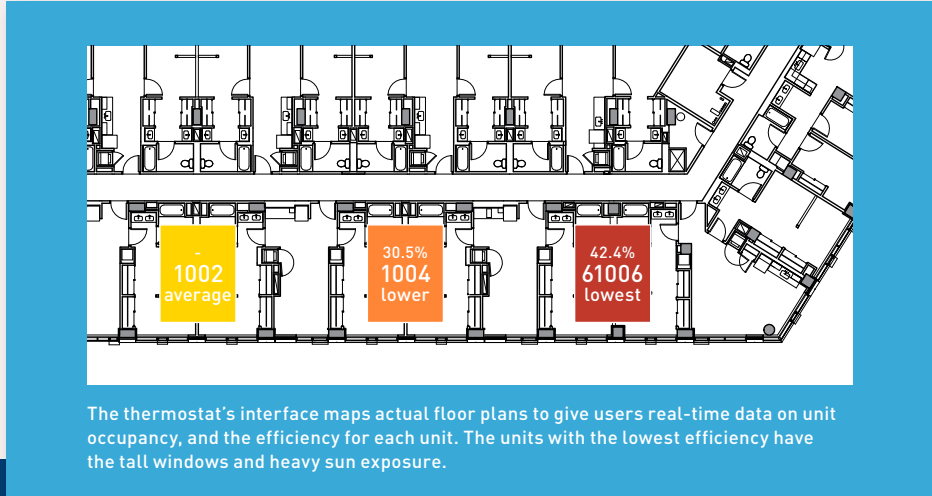 -
1002
average
30.5%
1004
lower
42.4%
61006
lowest
The thermostat's interface maps actual floor plans to give users real-time data on unit
occupancy, and the efficiency for each unit. The units with the lowest efficiency have
the tall windows and heavy sun exposure.